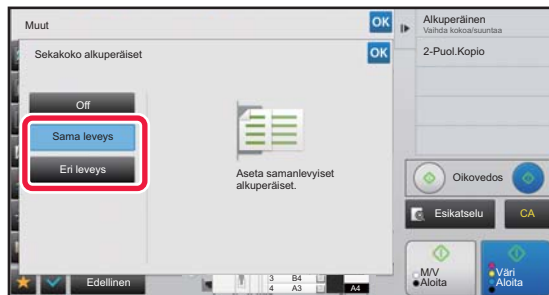 Muut
OK
Sekakoko alkuperäiset
OK
Off
Sama leveys
Eri leveys
Aseta samanlevyiset
alkuperäiset.
Edellinen
3 B4
4 A3
A4
Alkuperäinen
Vaihda kokoa/suuntaa
2-Puol.Kopio
Oikovedos
Esikatselu
CA
M/V
Aloita
Väri
Aloita